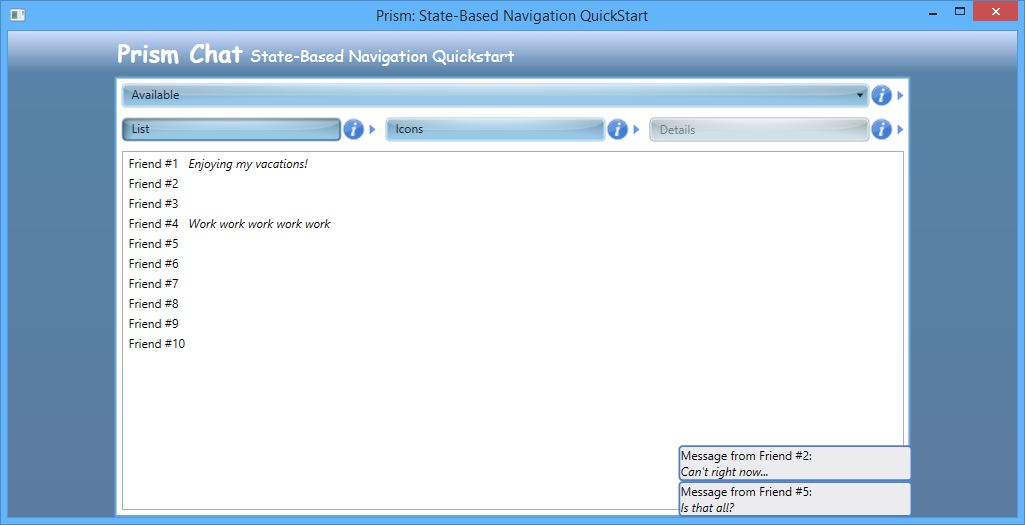 Prism: State-Based Navigation QuickStart
Prism Chat State-Based Navigation Quickstart
Available
List Icons Details
Friend #1 Enjoying my vacations!
Friend #2
Friend #3
Friend #4 Work work work work work
Friend #5
Friend #6
Friend #7
Friend #8
Friend #9
Friend #10
Message from Friend #2:
Can't right now...
Message from Friend #5:
Is that all?